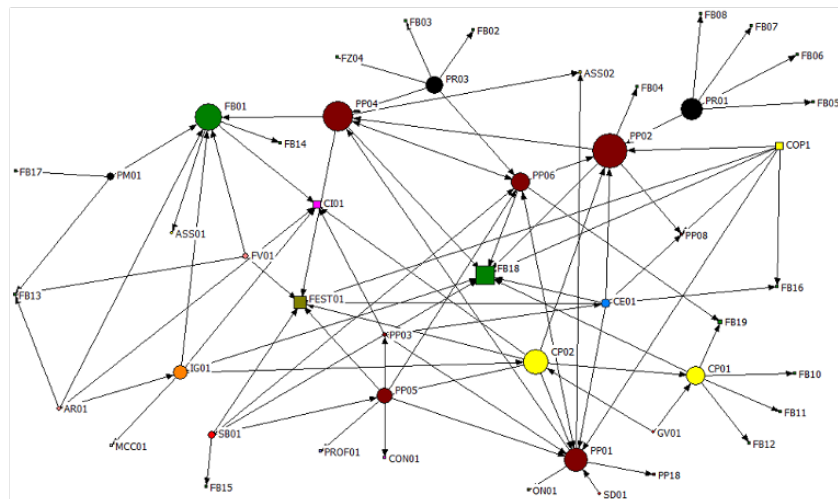 FB08
FB03
FB02
FB07
FZ04
FB06
ASS02
PR03
FB04
FB05
PR01
FB01
PP04
PP02
FB14
COP1
FB17
PM01
PP06
CI01
ASS01
PP08
FV01
FB18
FB13
FEST01
CE01
FB16
FB19
PP03
CP02
IG01
CP01
FB10
PP05
AR01
FB11
SB01
GV01
MCC01
FB12
PROF01
CON01
PP01
PP18
FB15
ON01
SD01